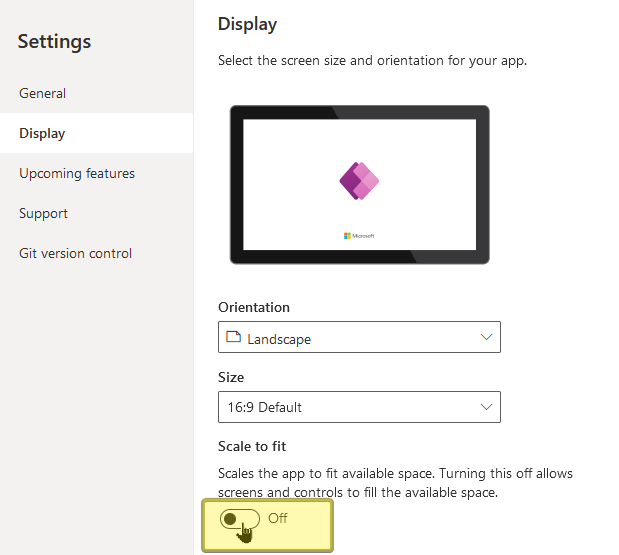 Settings
General
Display
Upcoming features
Support
Git version control
Display
Select the screen size and orientation for your app.
Microsoft
Orientation
Landscape
Size
16:9 Default
Scale to fit
Scales the app to fit available space. Turning this off allows
screens and controls to fill the available space.
Off